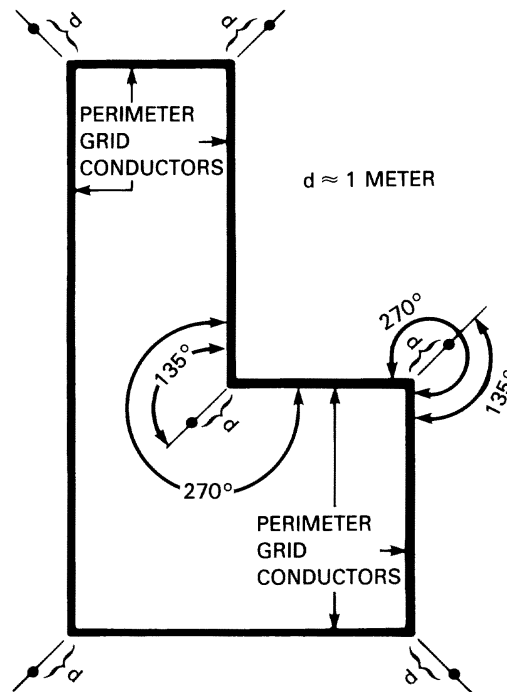 d
d
PERIMETER
GRID
CONDUCTORS
d ≈ 1 METER
270°
d
135°
135°
d
270°
PERIMETER
GRID
CONDUCTORS
d
d